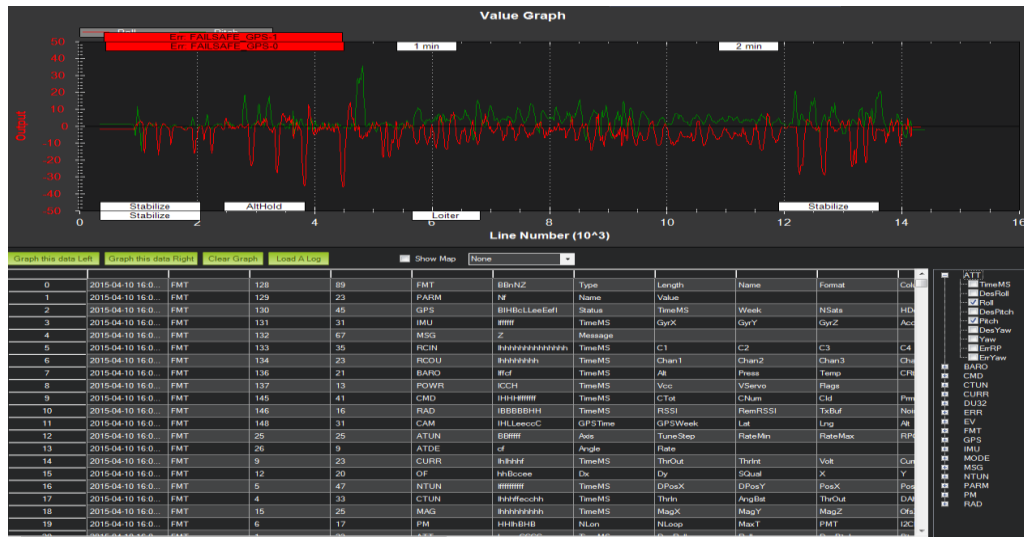 Value Graph
Roll Pitch
Err: FAILSAFE_GPS-1
Err: FAILSAFE_GPS-0
1 min
2 min
50
40
30
20
10
0
-10
-20
-30
-40
-50
Output
Stabilize
Stabilize
AltHold
Loiter
Stabilize
0 2 4 6 8 10 12 14 16
Line Number (10^3)
Graph this data Left Graph this data Right Clear Graph Load A Log Show Map None
0 2015-04-10 16:0... FMT 128 89 FMT BBnNZ Type Length Name Format
1 2015-04-10 16:0... FMT 129 23 PARM Nf Name Value
2 2015-04-10 16:0... FMT 130 45 GPS Status TimeMS Week NSats
3 2015-04-10 16:0... FMT 131 31 IMU TimeMS GyrX GyrY GyrZ
4 2015-04-10 16:0... FMT 132 67 MSG Z Message
5 2015-04-10 16:0... FMT 133 35 RCIN TimeMS C1 C2 C3 C4
6 2015-04-10 16:0... FMT 134 23 RCOU TimeMS Chan1 Chan2 Chan3
7 2015-04-10 16:0... FMT 136 21 BARO TimeMS Alt Press Temp
8 2015-04-10 16:0... FMT 137 13 POWR ICCH TimeMS Vcc VServo Flags
9 2015-04-10 16:0... FMT 145 41 CMD TimeMS CTot CNum CId
10 2015-04-10 16:0... FMT 146 16 RAD IBBBBBHH TimeMS RSSI RemRSSI TxBuf
11 2015-04-10 16:0... FMT 148 31 CAM IHLLeeccC GPSTime GPSWeek Lat Lng Alt
12 2015-04-10 16:0... FMT 25 25 ATUN Axis TuneStep RateMin RateMax
13 2015-04-10 16:0... FMT 26 9 ATDE cf Angle Rate
14 2015-04-10 16:0... FMT 9 23 CURR TimeMS ThrOut ThrInt Volt
15 2015-04-10 16:0... FMT 12 20 OF hhBccee Dx Dy SQual X Y
16 2015-04-10 16:0... FMT 5 47 NTUN TimeMS DPosX DPosY PosX
17 2015-04-10 16:0... FMT 4 33 CTUN TimeMS ThrIn AngBst ThrOut
18 2015-04-10 16:0... FMT 15 25 MAG TimeMS MagX MagY MagZ
19 2015-04-10 16:0... FMT 6 17 PM HHIhBHB NLon NLoop MaxT PMT I2C
ATT
TimeMS
DesRoll
Roll
DesPitch
Pitch
DesYaw
Yaw
ErrRP
ErrYaw
BARO
CMD
CTUN
CURR
DU32
ERR
EV
FMT
GPS
IMU
MODE
MSG
NTUN
PARM
PM
RAD